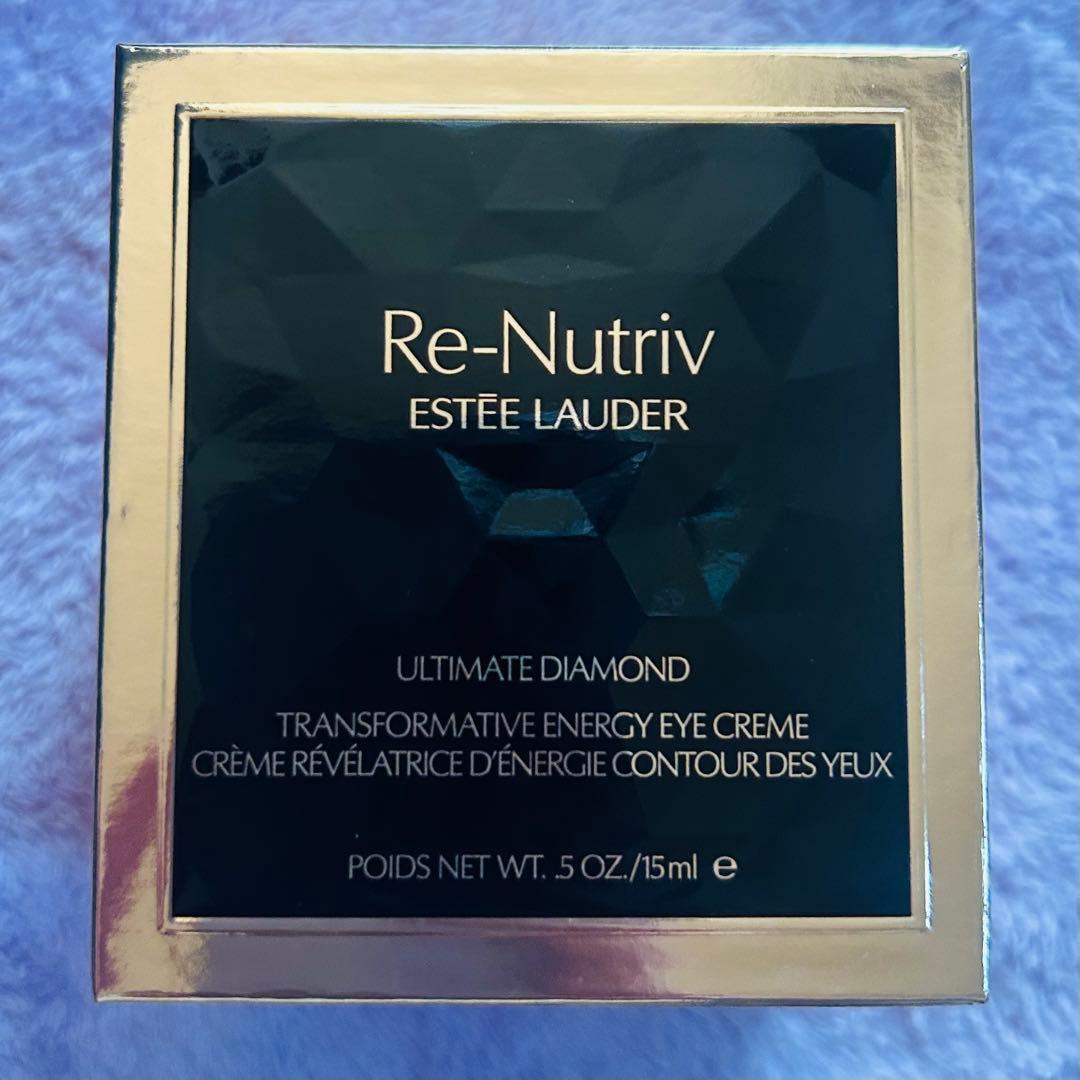 Re-Nutriv
ESTĒE LAUDER
ULTIMATE DIAMOND
TRANSFORMATIVE ENERGY EYE CREME
CRÈME RÉVÉLATRICE D'ÉNERGIE CONTOUR DES YEUX
POIDS NET WT. .5 OZ./15ml ℮